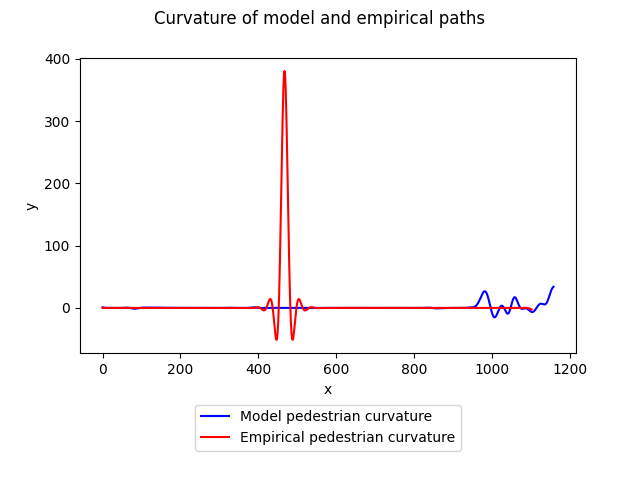 Curvature of model and empirical paths
400
300
200
100
0
y
0 200 400 600 800 1000 1200
x
Model pedestrian curvature
Empirical pedestrian curvature